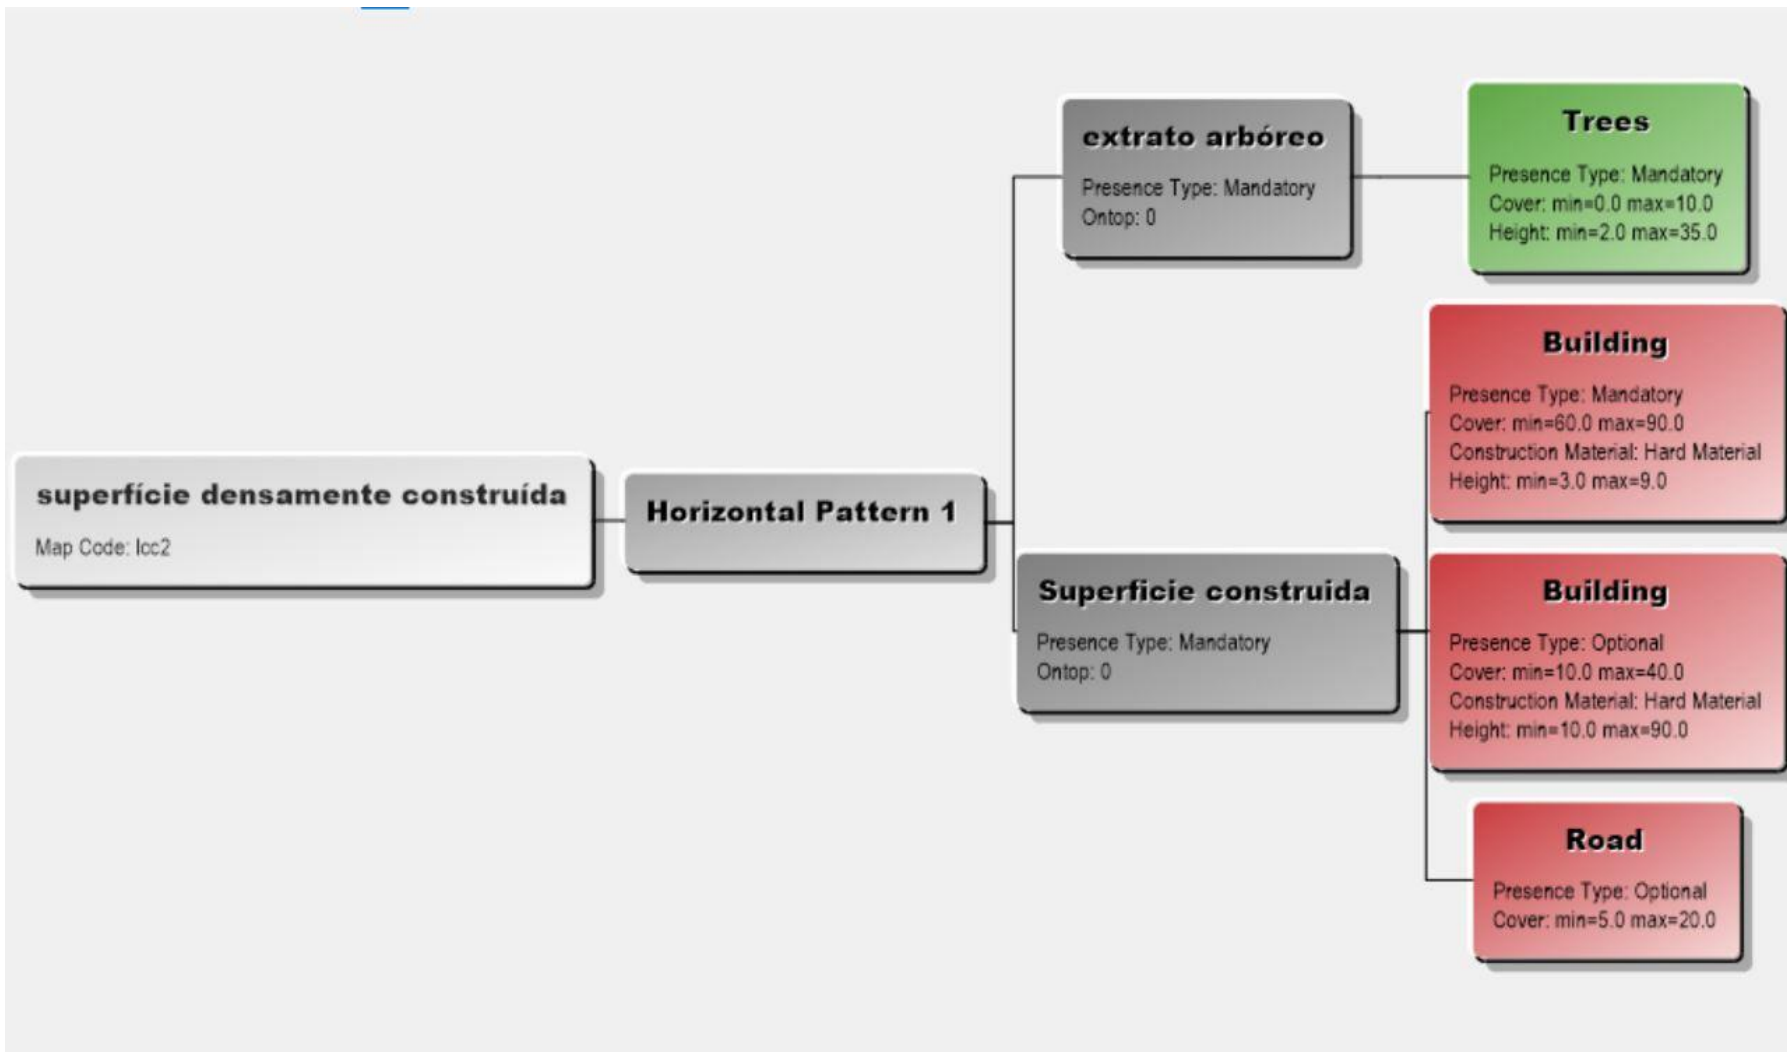 superfície densamente construída
Map Code: lcc2
Horizontal Pattern 1
extrato arbóreo
Presence Type: Mandatory
Ontop: 0
Trees
Presence Type: Mandatory
Cover: min=0.0 max=10.0
Height: min=2.0 max=35.0
Superficie construida
Presence Type: Mandatory
Ontop: 0
Building
Presence Type: Mandatory
Cover: min=60.0 max=90.0
Construction Material: Hard Material
Height: min=3.0 max=9.0
Building
Presence Type: Optional
Cover: min=10.0 max=40.0
Construction Material: Hard Material
Height: min=10.0 max=90.0
Road
Presence Type: Optional
Cover: min=5.0 max=20.0